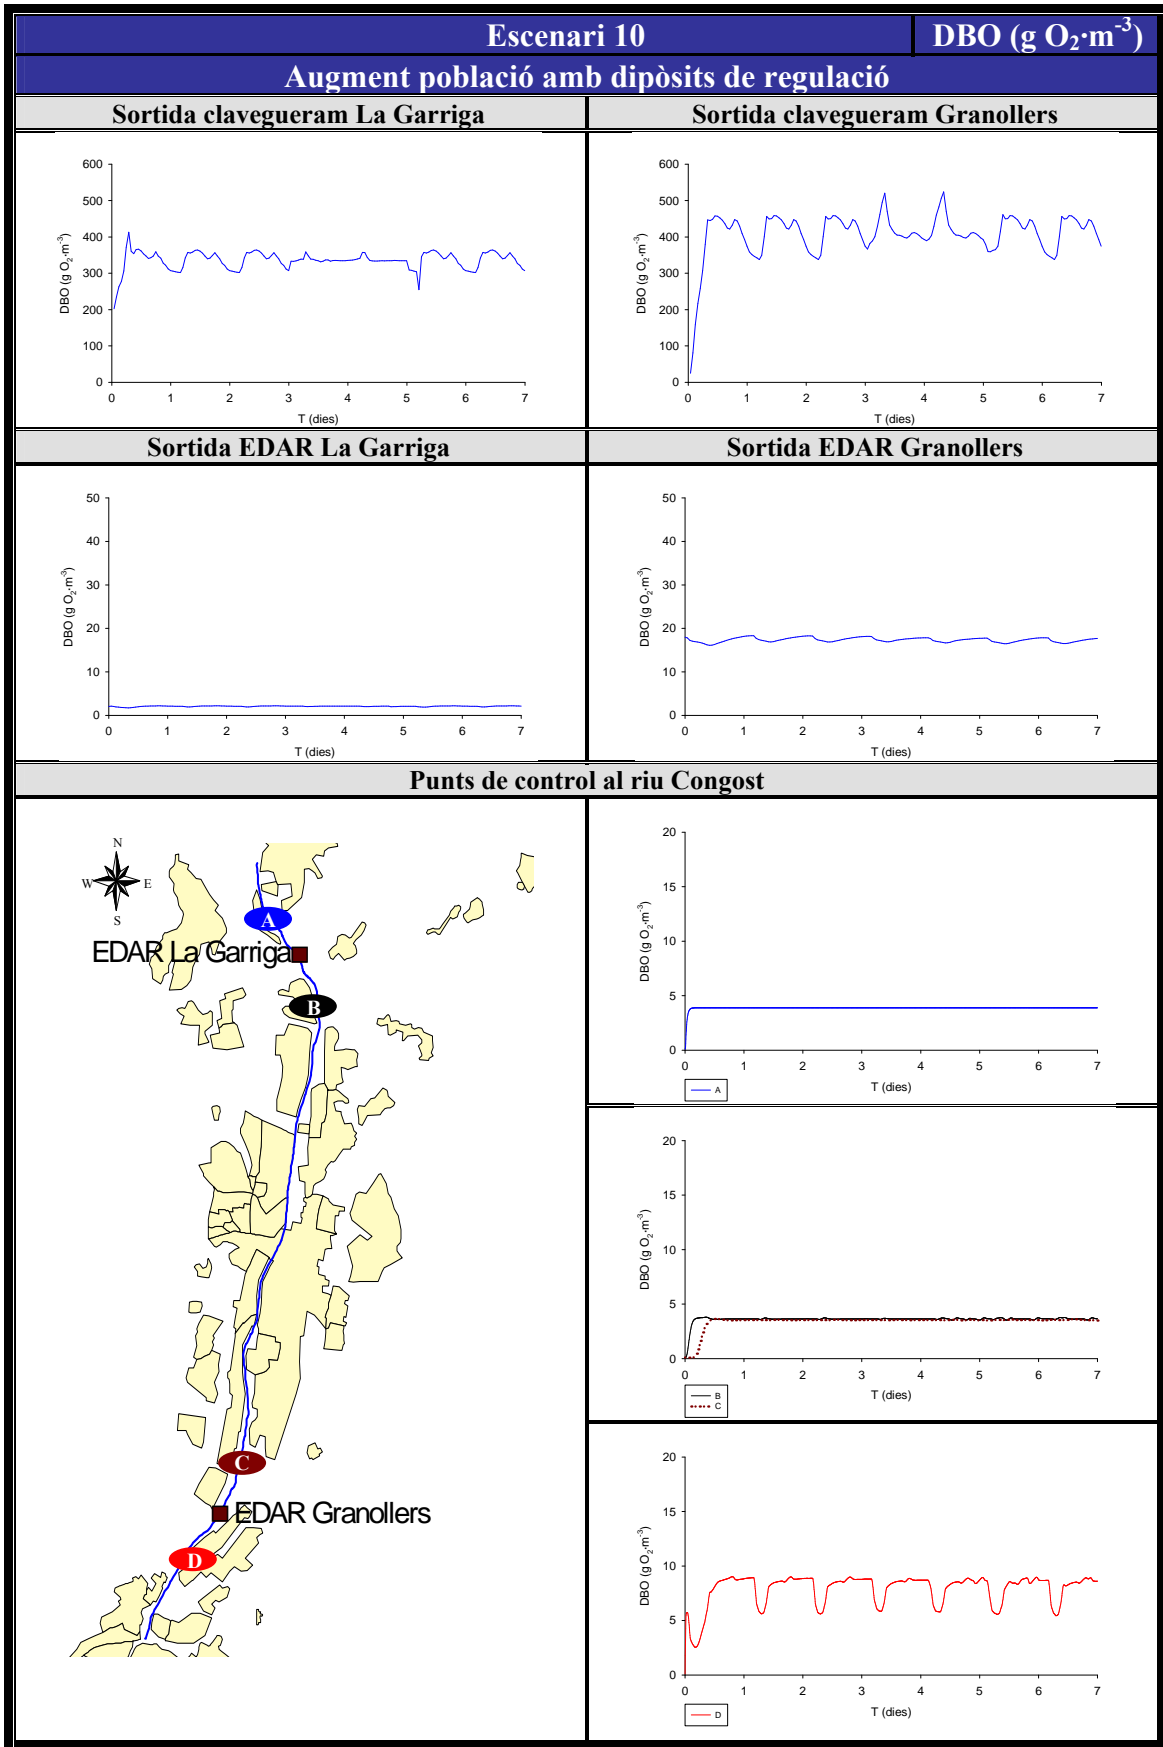 Escenari 10
DBO (g O₂·m⁻³)
Augment població amb dipòsits de regulació
Sortida clavegueram La Garriga
Sortida clavegueram Granollers
600
500
400
300
200
100
0
DBO (g O₂·m⁻³)
0 1 2 3 4 5 6 7
T (dies)
600
500
400
300
200
100
0
DBO (g O₂·m⁻³)
0 1 2 3 4 5 6 7
T (dies)
Sortida EDAR La Garriga
Sortida EDAR Granollers
50
40
30
20
10
0
DBO (g O₂·m⁻³)
0 1 2 3 4 5 6 7
T (dies)
50
40
30
20
10
0
DBO (g O₂·m⁻³)
0 1 2 3 4 5 6 7
T (dies)
Punts de control al riu Congost
N
W E
S
A
EDAR La Garriga
B
C
EDAR Granollers
D
20
15
10
5
0
DBO (g O₂·m⁻³)
0 1 2 3 4 5 6 7
T (dies)
A
20
15
10
5
0
DBO (g O₂·m⁻³)
0 1 2 3 4 5 6 7
T (dies)
B
C
20
15
10
5
0
DBO (g O₂·m⁻³)
0 1 2 3 4 5 6 7
T (dies)
D